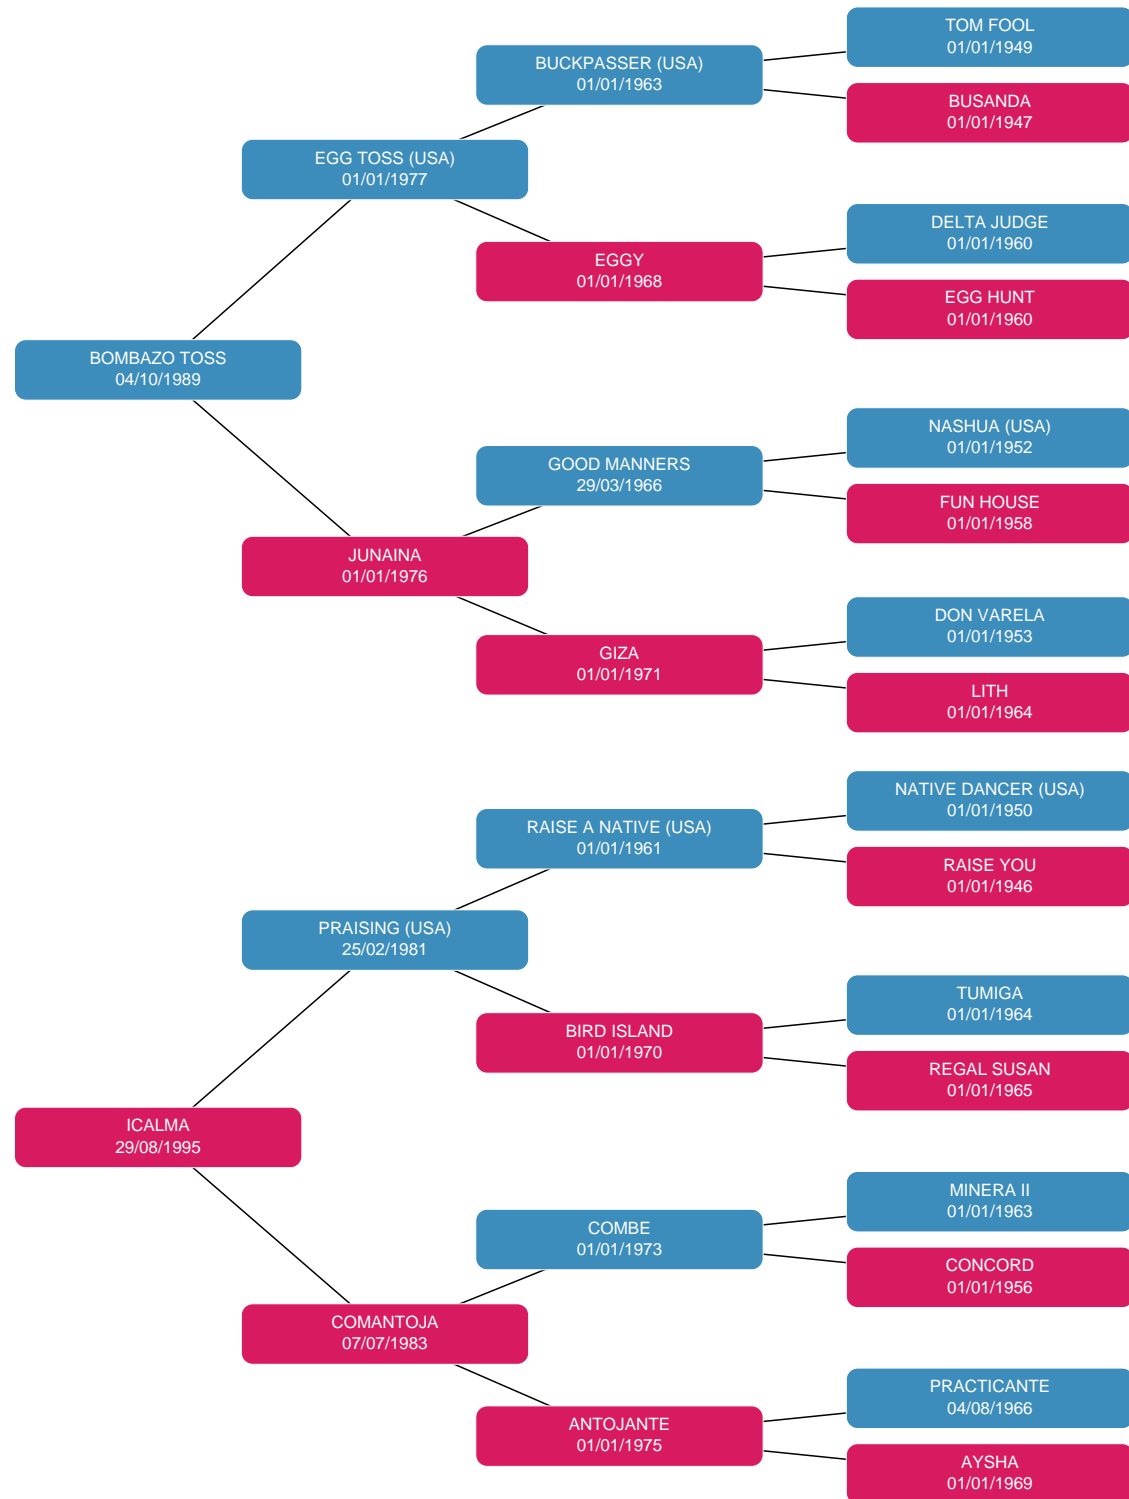 TOM FOOL
01/01/1949
BUCKPASSER (USA)
01/01/1963
BUSANDA
01/01/1947
EGG TOSS (USA)
01/01/1977
DELTA JUDGE
01/01/1960
EGGY
01/01/1968
EGG HUNT
01/01/1960
BOMBAZO TOSS
04/10/1989
NASHUA (USA)
01/01/1952
GOOD MANNERS
29/03/1966
FUN HOUSE
01/01/1958
JUNAINA
01/01/1976
DON VARELA
01/01/1953
GIZA
01/01/1971
LITH
01/01/1964
NATIVE DANCER (USA)
01/01/1950
RAISE A NATIVE (USA)
01/01/1961
RAISE YOU
01/01/1946
PRAISING (USA)
25/02/1981
TUMIGA
01/01/1964
BIRD ISLAND
01/01/1970
REGAL SUSAN
01/01/1965
ICALMA
29/08/1995
MINERA II
01/01/1963
COMBE
01/01/1973
CONCORD
01/01/1956
COMANTOJA
07/07/1983
PRACTICANTE
04/08/1966
ANTOJANTE
01/01/1975
AYSHA
01/01/1969